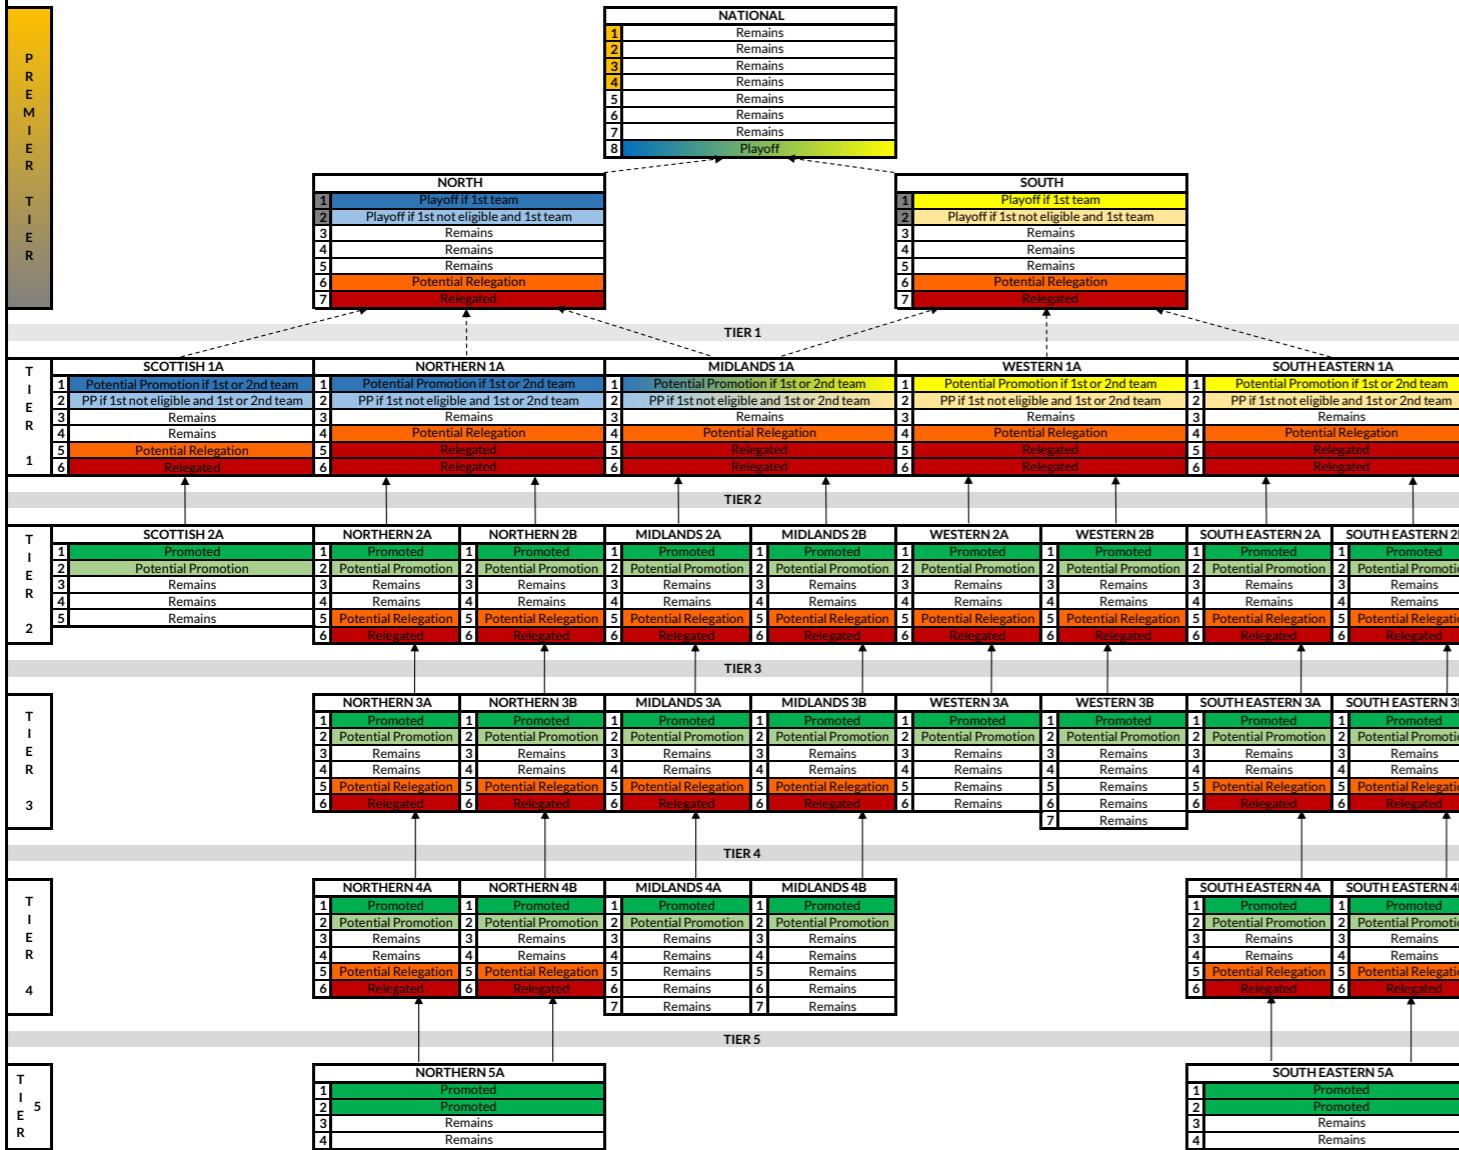 PREMIER TIER
NATIONAL
1 Remains
2 Remains
3 Remains
4 Remains
5 Remains
6 Remains
7 Remains
8 Playoff
NORTH
1 Playoff if 1st team
2 Playoff if 1st not eligible and 1st team
3 Remains
4 Remains
5 Remains
6 Potential Relegation
7 Relegated
SOUTH
1 Playoff if 1st team
2 Playoff if 1st not eligible and 1st team
3 Remains
4 Remains
5 Remains
6 Potential Relegation
7 Relegated
TIER 1
TIER 1
SCOTTISH 1A
1 Potential Promotion if 1st or 2nd team
2 PP if 1st not eligible and 1st or 2nd team
3 Remains
4 Remains
5 Potential Relegation
6 Relegated
NORTHERN 1A
1 Potential Promotion if 1st or 2nd team
2 PP if 1st not eligible and 1st or 2nd team
3 Remains
4 Potential Relegation
5 Relegated
6 Relegated
MIDLANDS 1A
1 Potential Promotion if 1st or 2nd team
2 PP if 1st not eligible and 1st or 2nd team
3 Remains
4 Potential Relegation
5 Relegated
6 Relegated
WESTERN 1A
1 Potential Promotion if 1st or 2nd team
2 PP if 1st not eligible and 1st or 2nd team
3 Remains
4 Potential Relegation
5 Relegated
6 Relegated
SOUTH EASTERN 1A
1 Potential Promotion if 1st or 2nd team
2 PP if 1st not eligible and 1st or 2nd team
3 Remains
4 Potential Relegation
5 Relegated
6 Relegated
TIER 2
TIER 2
SCOTTISH 2A
1 Promoted
2 Potential Promotion
3 Remains
4 Remains
5 Remains
NORTHERN 2A
1 Promoted
2 Potential Promotion
3 Remains
4 Remains
5 Potential Relegation
6 Relegated
NORTHERN 2B
1 Promoted
2 Potential Promotion
3 Remains
4 Remains
5 Potential Relegation
6 Relegated
MIDLANDS 2A
1 Promoted
2 Potential Promotion
3 Remains
4 Remains
5 Potential Relegation
6 Relegated
MIDLANDS 2B
1 Promoted
2 Potential Promotion
3 Remains
4 Remains
5 Potential Relegation
6 Relegated
WESTERN 2A
1 Promoted
2 Potential Promotion
3 Remains
4 Remains
5 Potential Relegation
6 Relegated
WESTERN 2B
1 Promoted
2 Potential Promotion
3 Remains
4 Remains
5 Potential Relegation
6 Relegated
SOUTH EASTERN 2A
1 Promoted
2 Potential Promotion
3 Remains
4 Remains
5 Potential Relegation
6 Relegated
SOUTH EASTERN 2
1 Promoted
2 Potential Promotio
3 Remains
4 Remains
5 Potential Relegatio
6 Relegated
TIER 3
TIER 3
NORTHERN 3A
1 Promoted
2 Potential Promotion
3 Remains
4 Remains
5 Potential Relegation
6 Relegated
NORTHERN 3B
1 Promoted
2 Potential Promotion
3 Remains
4 Remains
5 Potential Relegation
6 Relegated
MIDLANDS 3A
1 Promoted
2 Potential Promotion
3 Remains
4 Remains
5 Potential Relegation
6 Relegated
MIDLANDS 3B
1 Promoted
2 Potential Promotion
3 Remains
4 Remains
5 Potential Relegation
6 Relegated
WESTERN 3A
1 Promoted
2 Potential Promotion
3 Remains
4 Remains
5 Remains
6 Remains
WESTERN 3B
1 Promoted
2 Potential Promotion
3 Remains
4 Remains
5 Remains
6 Remains
7 Remains
SOUTH EASTERN 3A
1 Promoted
2 Potential Promotion
3 Remains
4 Remains
5 Potential Relegation
6 Relegated
SOUTH EASTERN 3
1 Promoted
2 Potential Promotio
3 Remains
4 Remains
5 Potential Relegatio
6 Relegated
TIER 4
TIER 4
NORTHERN 4A
1 Promoted
2 Potential Promotion
3 Remains
4 Remains
5 Potential Relegation
6 Relegated
NORTHERN 4B
1 Promoted
2 Potential Promotion
3 Remains
4 Remains
5 Potential Relegation
6 Relegated
MIDLANDS 4A
1 Promoted
2 Potential Promotion
3 Remains
4 Remains
5 Remains
6 Remains
7 Remains
MIDLANDS 4B
1 Promoted
2 Potential Promotion
3 Remains
4 Remains
5 Remains
6 Remains
7 Remains
SOUTH EASTERN 4A
1 Promoted
2 Potential Promotion
3 Remains
4 Remains
5 Potential Relegation
6 Relegated
SOUTH EASTERN 4
1 Promoted
2 Potential Promotio
3 Remains
4 Remains
5 Potential Relegatio
6 Relegated
TIER 5
TIER 5
NORTHERN 5A
1 Promoted
2 Promoted
3 Remains
4 Remains
SOUTH EASTERN 5A
1 Promoted
2 Promoted
3 Remains
4 Remains